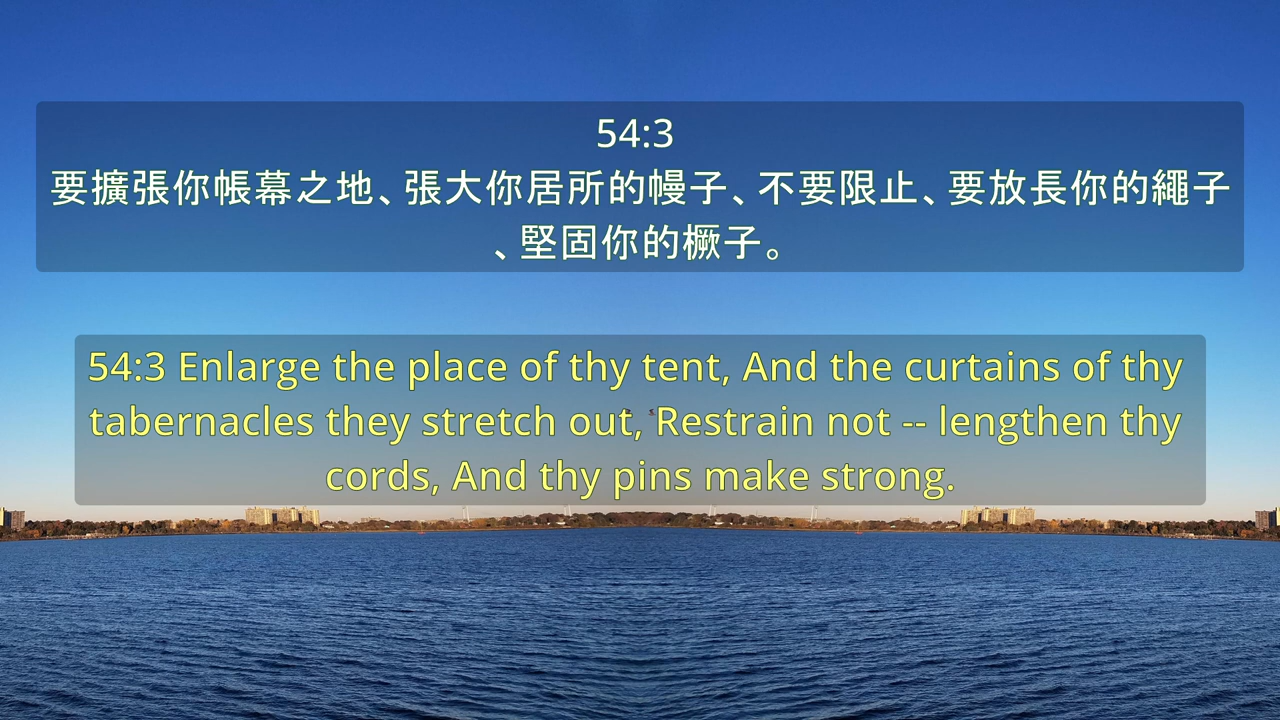 54:3
要擴張你帳幕之地、張大你居所的幔子、不要限止、要放長你的繩子
、堅固你的橛子。
54:3 Enlarge the place of thy tent, And the curtains of thy
tabernacles they stretch out, Restrain not -- lengthen thy
cords, And thy pins make strong.